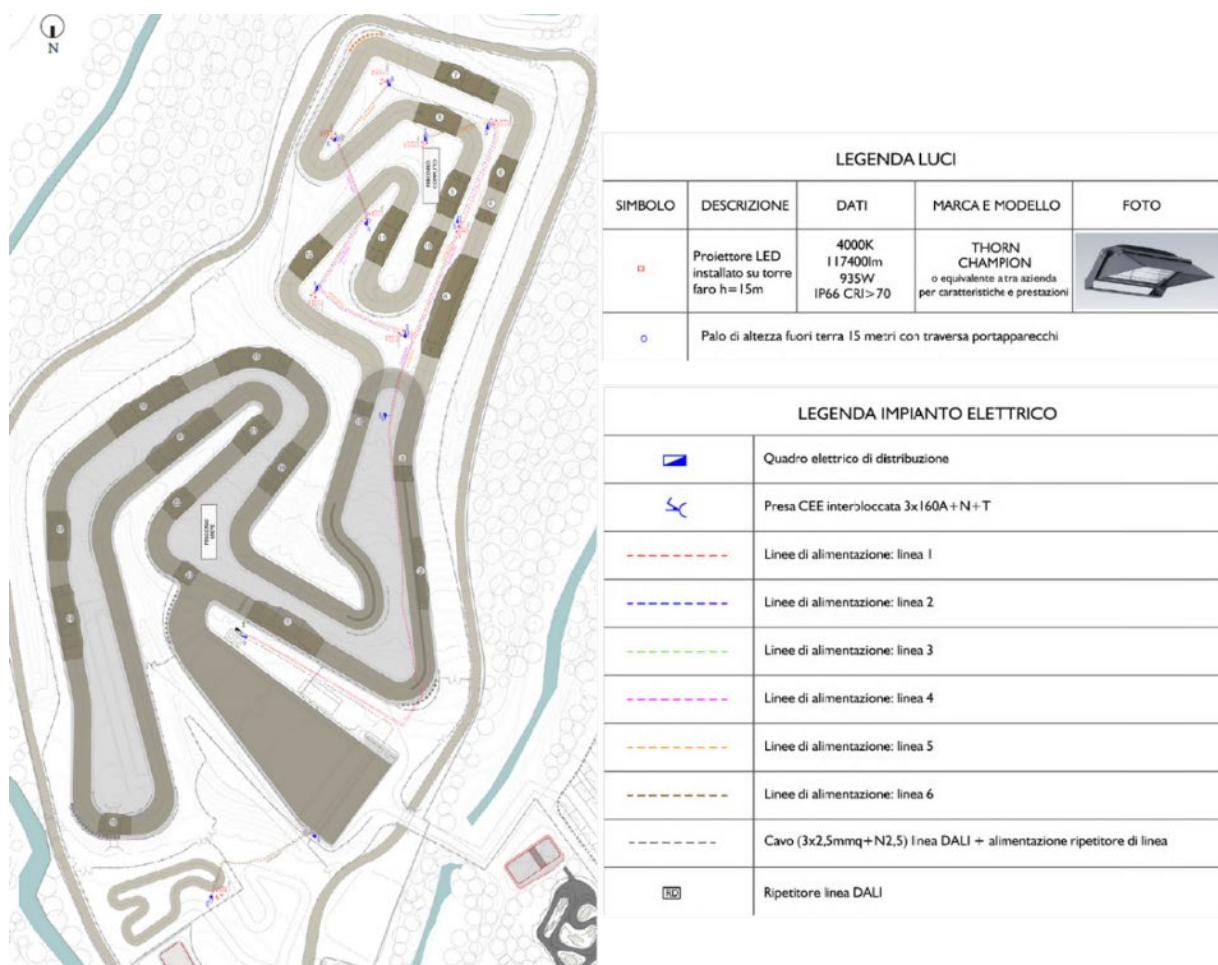 N
PERCORSO
COMPLETO
LEGENDA LUCI
SIMBOLO
DESCRIZIONE
DATI
MARCA E MODELLO
FOTO
Proiettore LED
installato su torre
faro h=15m
4000K
117400lm
935W
IP66 CRI>70
THORN
CHAMPION
o equivalente a tra azienda
per caratteristiche e prestazioni
Palo di altezza fuori terra 15 metri con traversa portapparecchi
LEGENDA IMPIANTO ELETTRICO
Quadro elettrico di distribuzione
Presa CEE interbloccata 3x160A+N+T
Linee di alimentazione: linea 1
Linee di alimentazione: linea 2
Linee di alimentazione: linea 3
Linee di alimentazione: linea 4
Linee di alimentazione: linea 5
Linee di alimentazione: linea 6
Cavo (3x2,5mmq+N2,5) linea DALI + alimentazione ripetitore di linea
RD
Ripetitore linea DALI